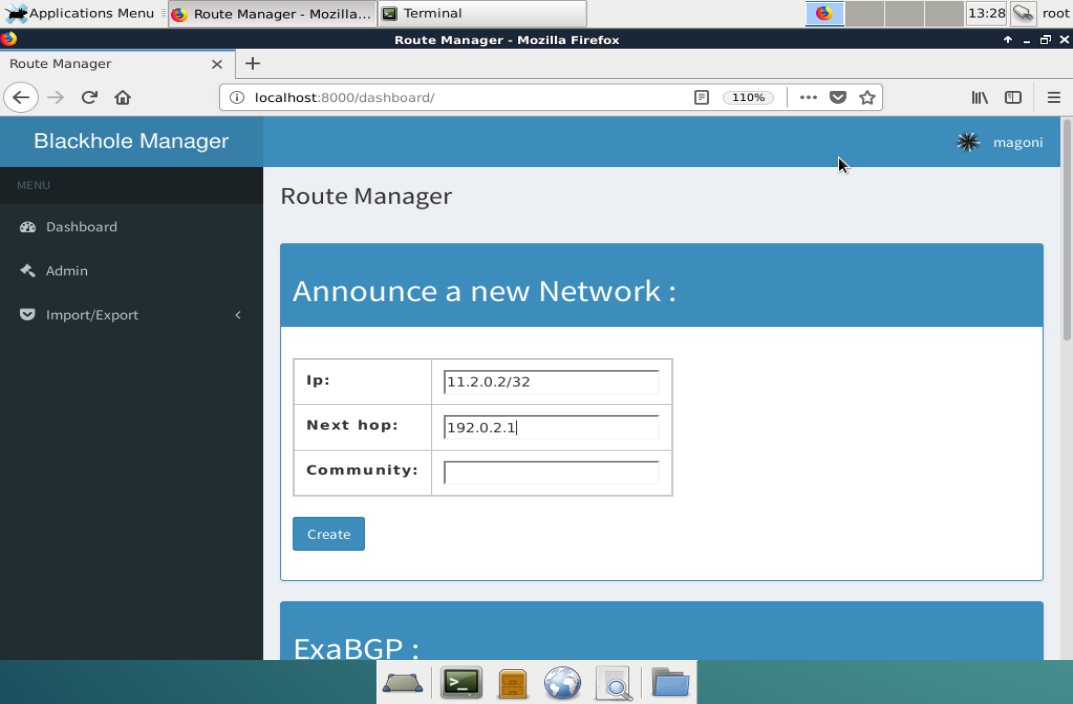 Applications Menu Route Manager - Mozilla... Terminal 13:28 root
Route Manager - Mozilla Firefox
Route Manager
localhost:8000/dashboard/ 110%
Blackhole Manager magoni
MENU
Route Manager
Dashboard
Admin
Import/Export
Announce a new Network :
Ip: 11.2.0.2/32
Next hop: 192.0.2.1
Community:
Create
ExaBGP :